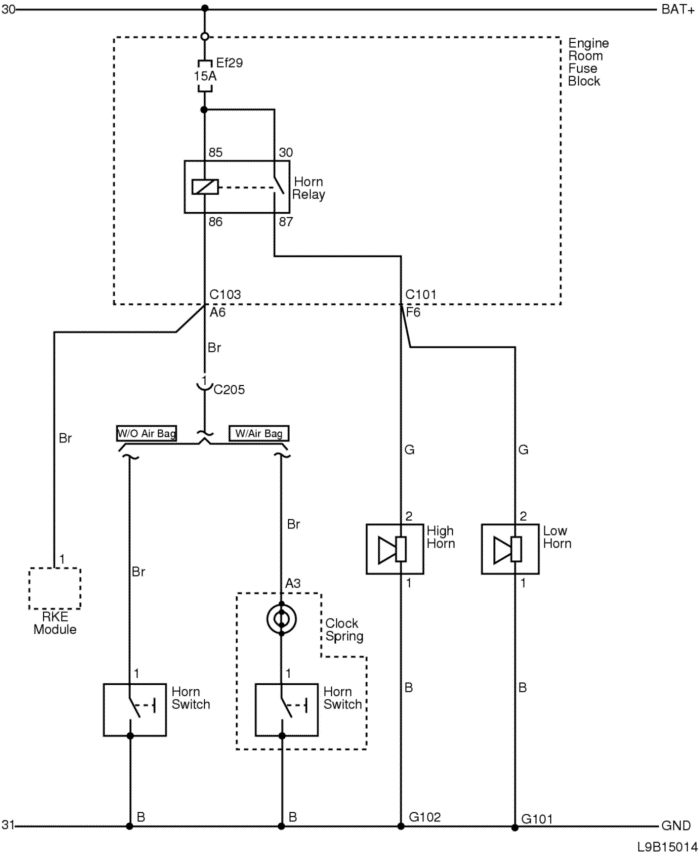 30 BAT+
Engine
Room
Fuse
Block
Ef29
15A
85 30
Horn
Relay
86 87
C103 C101
A6 F6
Br
1
C205
W/O Air Bag W/Air Bag
Br
G G
Br
2 High
Horn
2 Low
Horn
1
RKE
Module
Br
A3
1 1
Clock
Spring
1 Horn
Switch
1 Horn
Switch
B B
B B G102 G101
31 GND
L9B15014